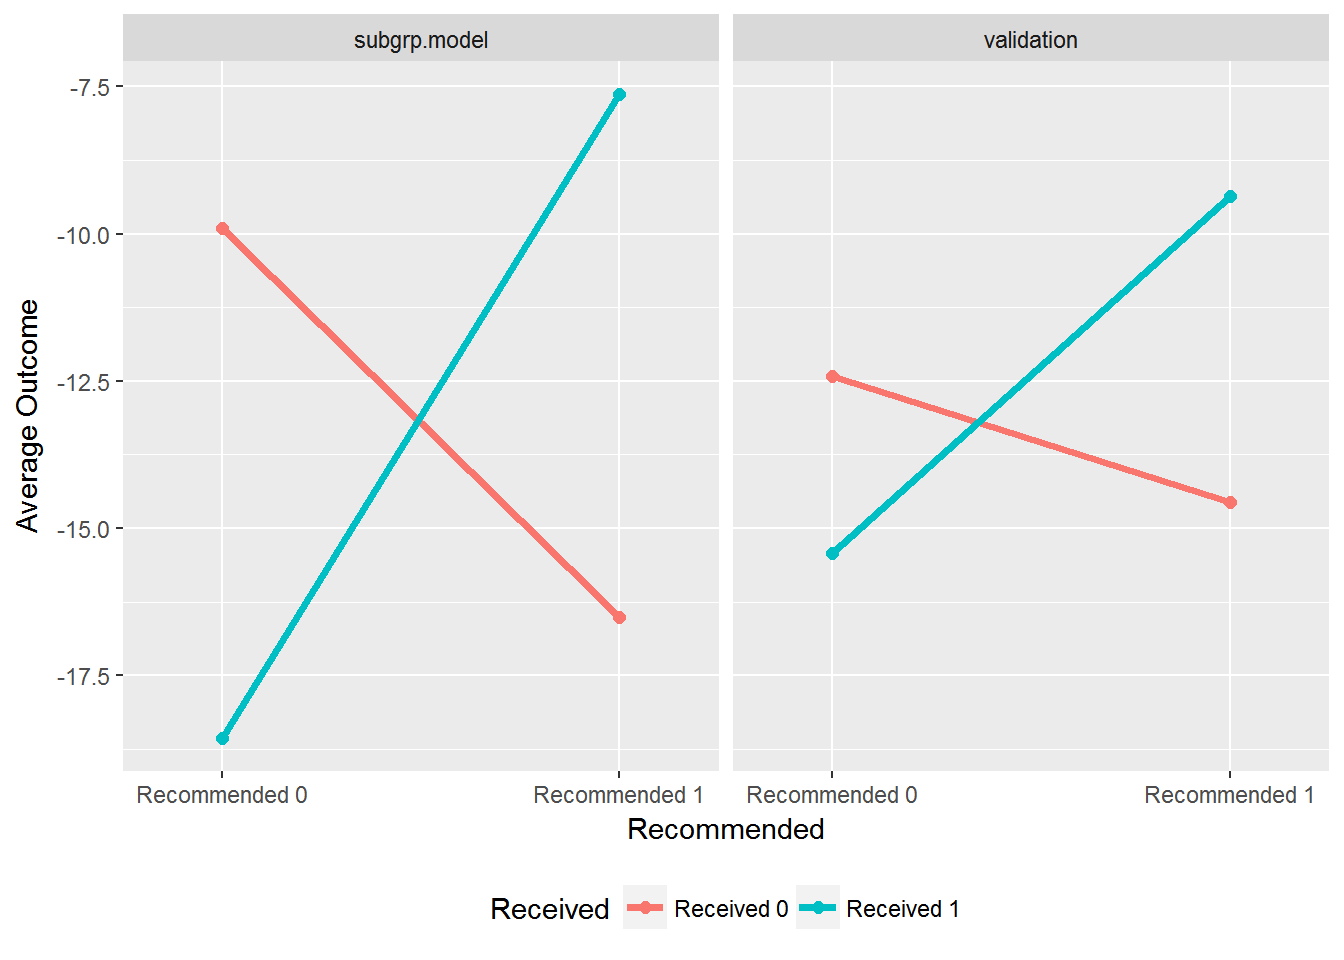 subgrp.model
validation
-7.5
-10.0
-12.5
-15.0
-17.5
Average Outcome
Recommended 0
Recommended 1
Recommended 0
Recommended 1
Recommended
Received
Received 0
Received 1